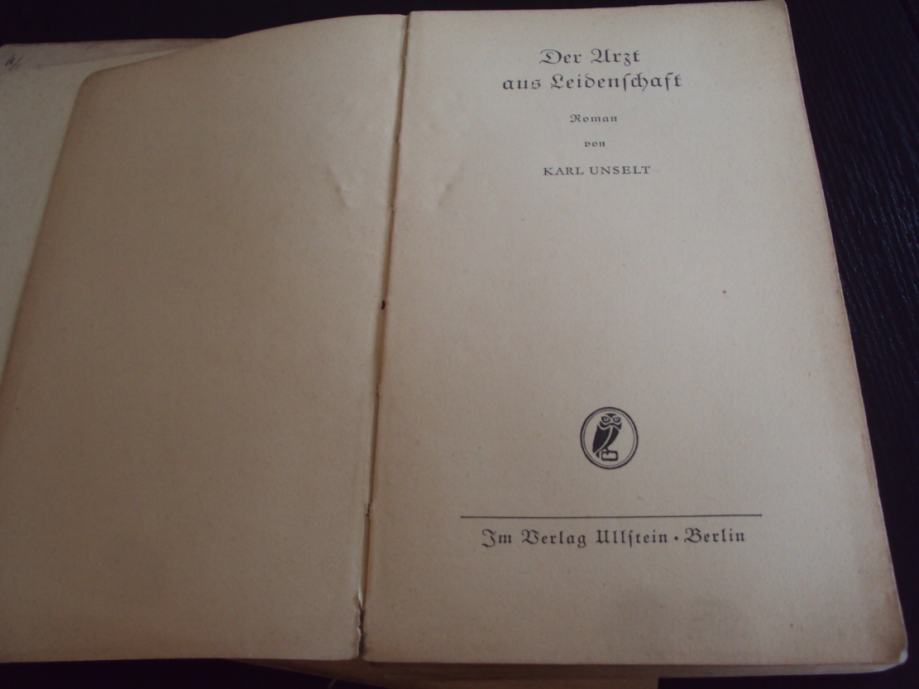 Der Arzt
aus Leidenſchaft
Roman
von
KARL UNSELT
Im Verlag Ullſtein • Berlin